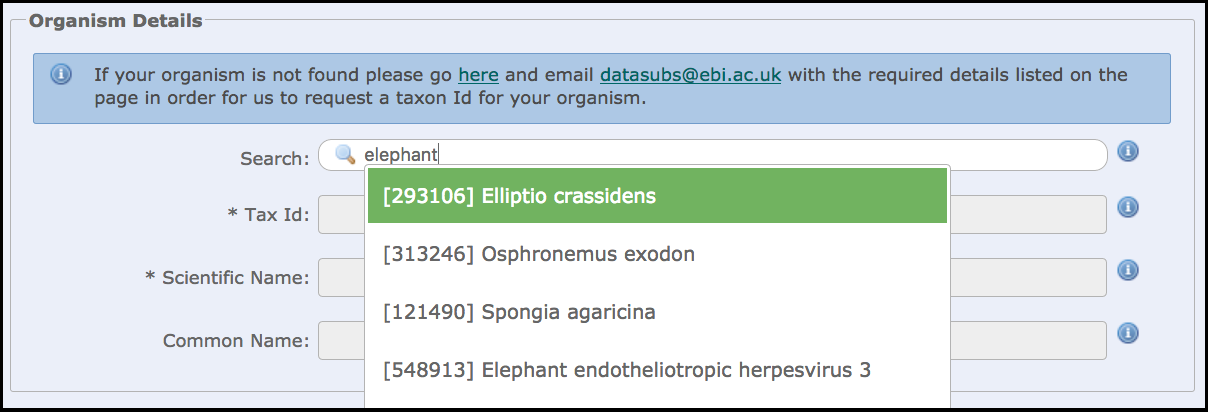 Organism Details
If your organism is not found please go here and email datasubs@ebi.ac.uk with the required details listed on the
page in order for us to request a taxon Id for your organism.
Search: elephant
[293106] Elliptio crassidens
* Tax Id:
[313246] Osphronemus exodon
* Scientific Name:
[121490] Spongia agaricina
Common Name:
[548913] Elephant endotheliotropic herpesvirus 3